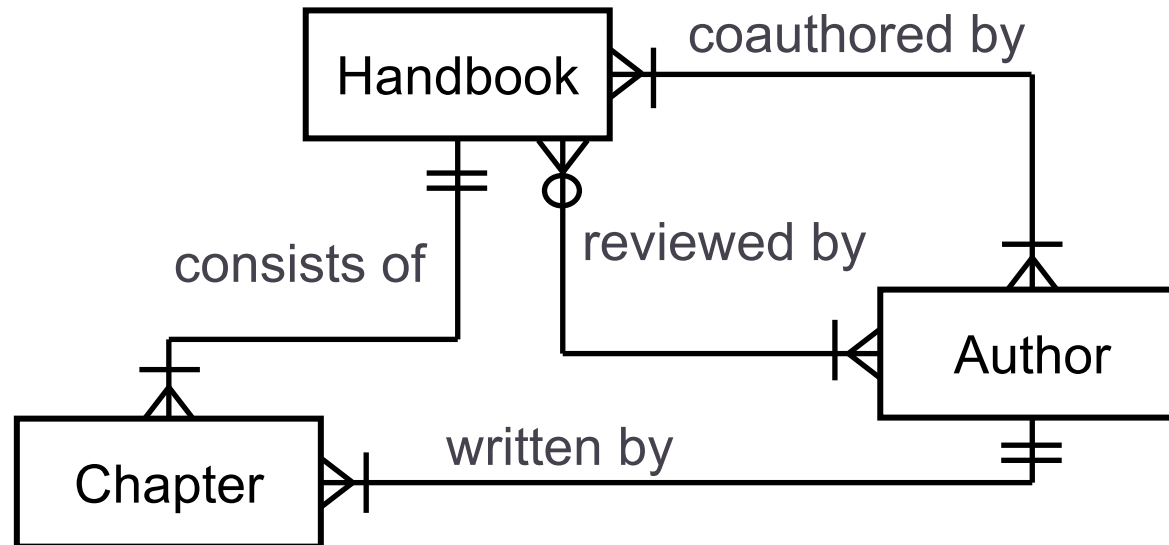 coauthored by
Handbook
reviewed by
consists of
Author
written by
Chapter